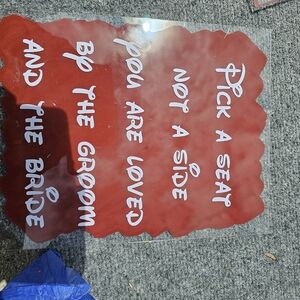 Pick a seat
not a side
you are loved
by the groom
and the bride